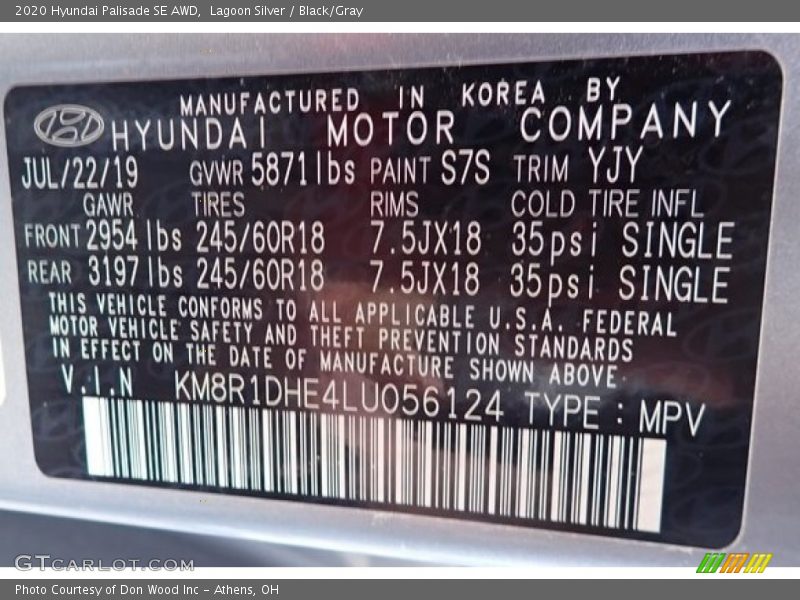 2020 Hyundai Palisade SE AWD, Lagoon Silver / Black/Gray
MANUFACTURED IN KOREA BY
HYUNDAI MOTOR COMPANY
JUL/22/19 GVWR 5871 lbs PAINT S7S TRIM YJY
GAWR TIRES RIMS COLD TIRE INFL
FRONT 2954 lbs 245/60R18 7.5JX18 35psi SINGLE
REAR 3197 lbs 245/60R18 7.5JX18 35psi SINGLE
THIS VEHICLE CONFORMS TO ALL APPLICABLE U.S.A. FEDERAL
MOTOR VEHICLE SAFETY AND THEFT PREVENTION STANDARDS
IN EFFECT ON THE DATE OF MANUFACTURE SHOWN ABOVE
V.I.N KM8R1DHE4LU056124 TYPE : MPV
GTCARLOT.COM
Photo Courtesy of Don Wood Inc - Athens, OH